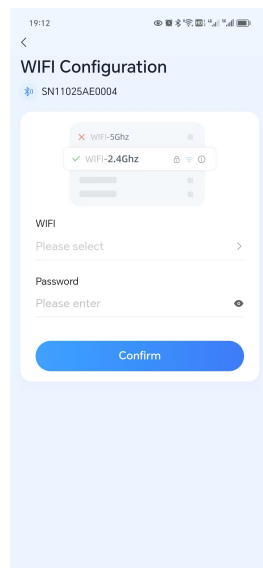 19:12
WIFI Configuration
SN11025AE0004
WIFI-5Ghz
WIFI-2.4Ghz
WIFI
Please select
Password
Please enter
Confirm